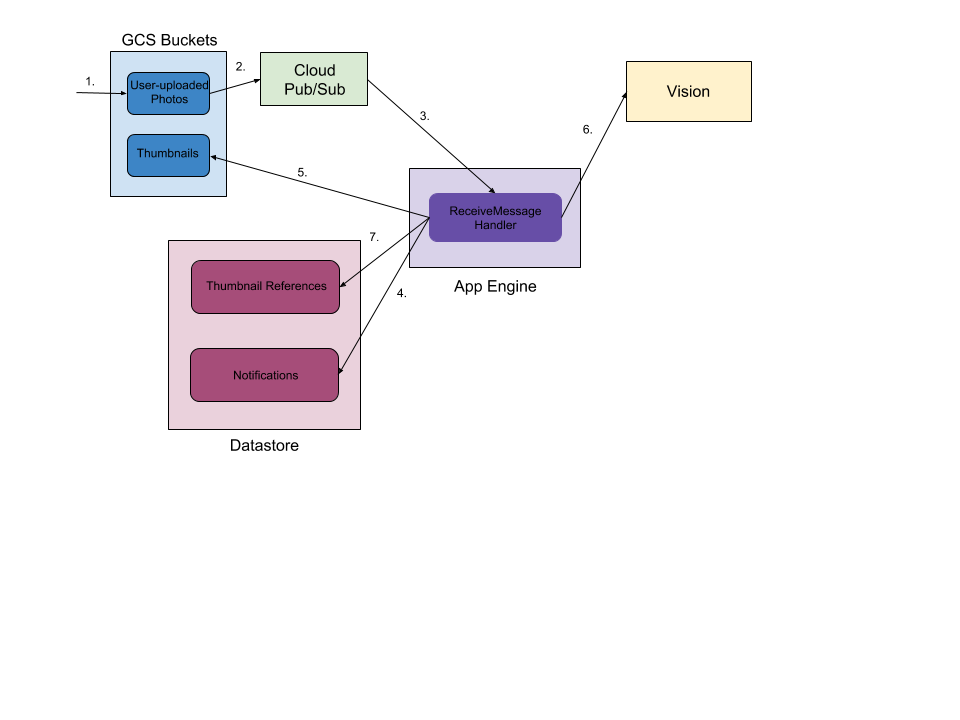 GCS Buckets
1.
User-uploaded
Photos
2.
Cloud
Pub/Sub
3.
Vision
6.
Thumbnails
5.
ReceiveMessage
Handler
App Engine
7.
Thumbnail References
4.
Notifications
Datastore